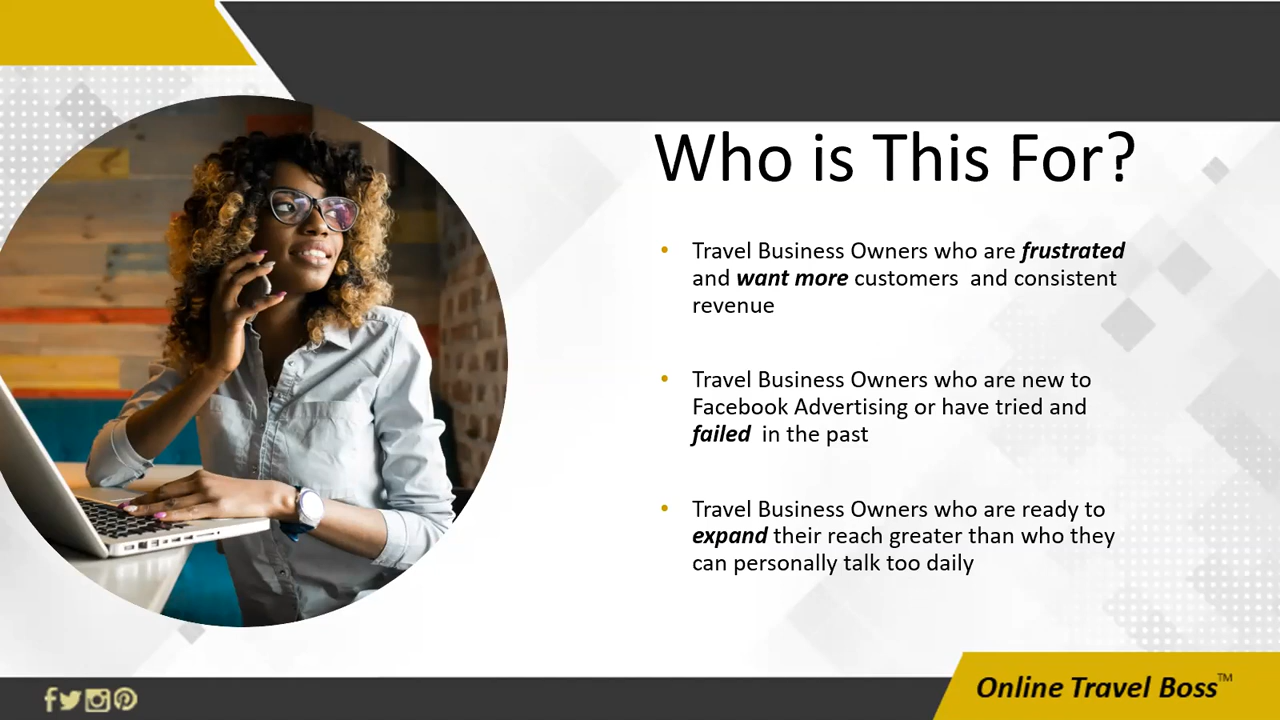 Who is This For?
• Travel Business Owners who are frustrated
and want more customers  and consistent
revenue
• Travel Business Owners who are new to
Facebook Advertising or have tried and
failed  in the past
• Travel Business Owners who are ready to
expand their reach greater than who they
can personally talk too daily
Online Travel Boss™